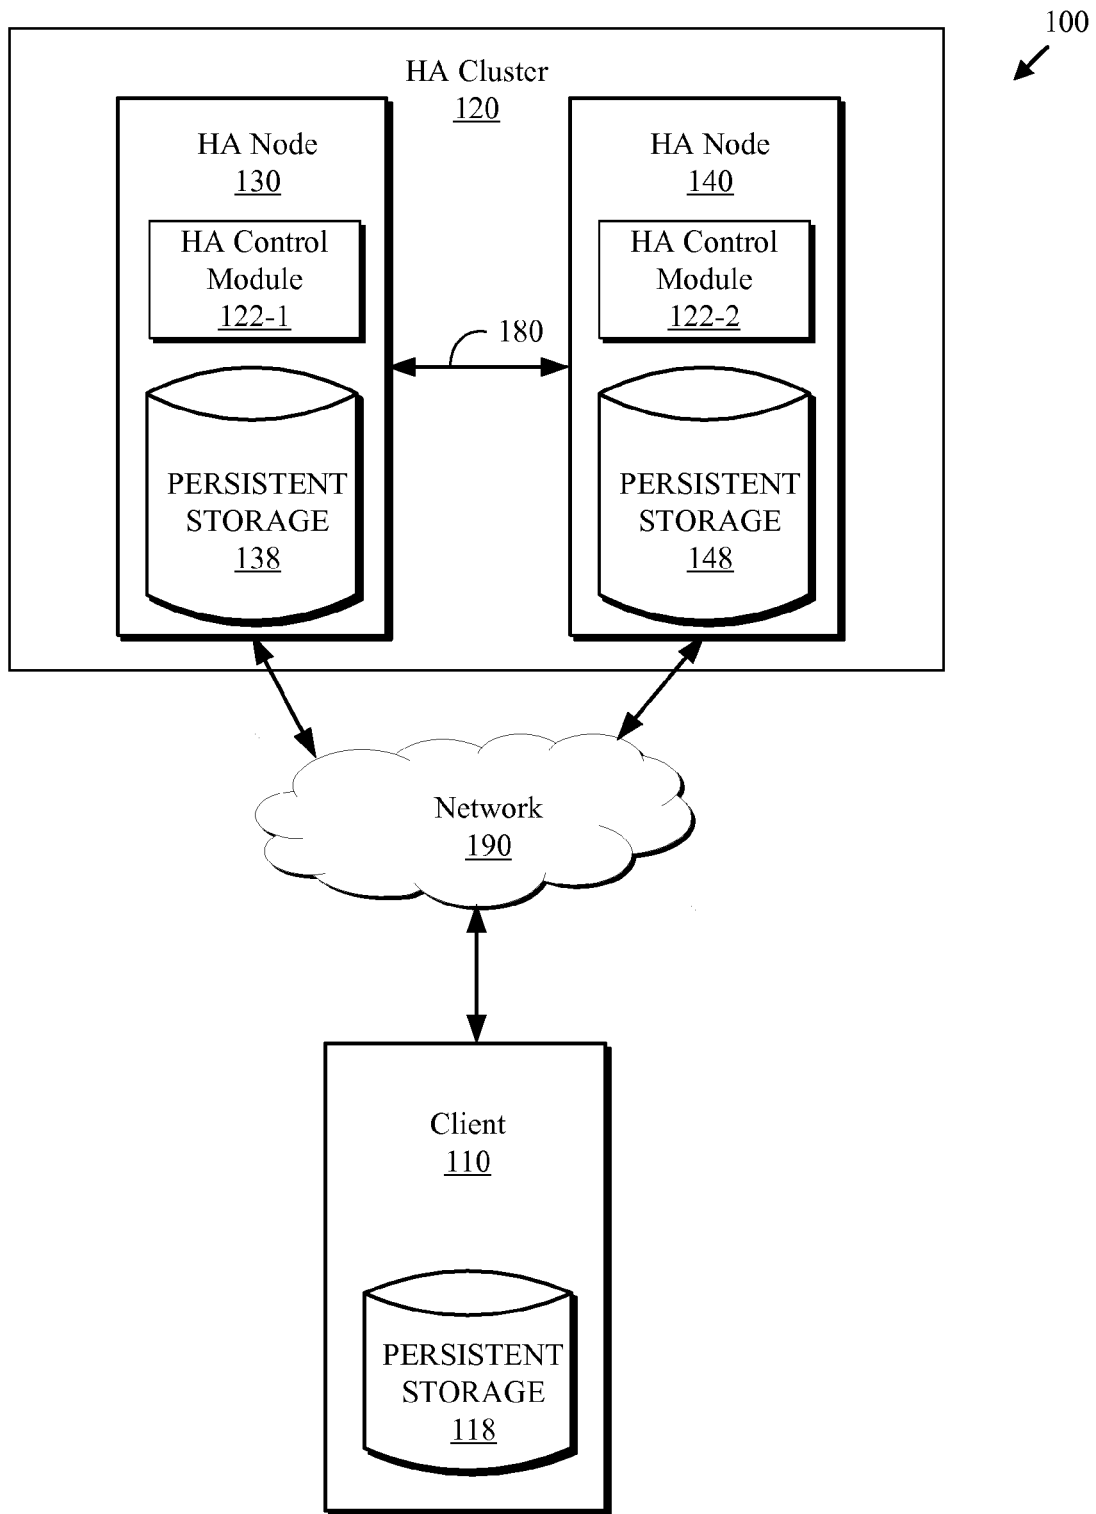 100
HA Cluster
120
HA Node
130
HA Control
Module
122-1
PERSISTENT
STORAGE
138
180
HA Node
140
HA Control
Module
122-2
PERSISTENT
STORAGE
148
Network
190
Client
110
PERSISTENT
STORAGE
118